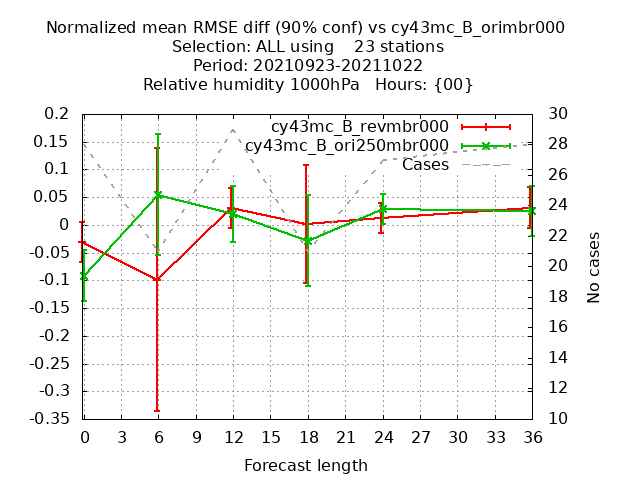 Normalized mean RMSE diff (90% conf) vs cy43mc_B_orimbr000
Selection: ALL using    23 stations
Period: 20210923-20211022
Relative humidity 1000hPa   Hours: {00}
cy43mc_B_revmbr000
cy43mc_B_ori250mbr000
Cases
0.2
0.15
0.1
0.05
0
-0.05
-0.1
-0.15
-0.2
-0.25
-0.3
-0.35
30
28
26
24
22
20
18
16
14
12
10
No cases
0 3 6 9 12 15 18 21 24 27 30 33 36
Forecast length